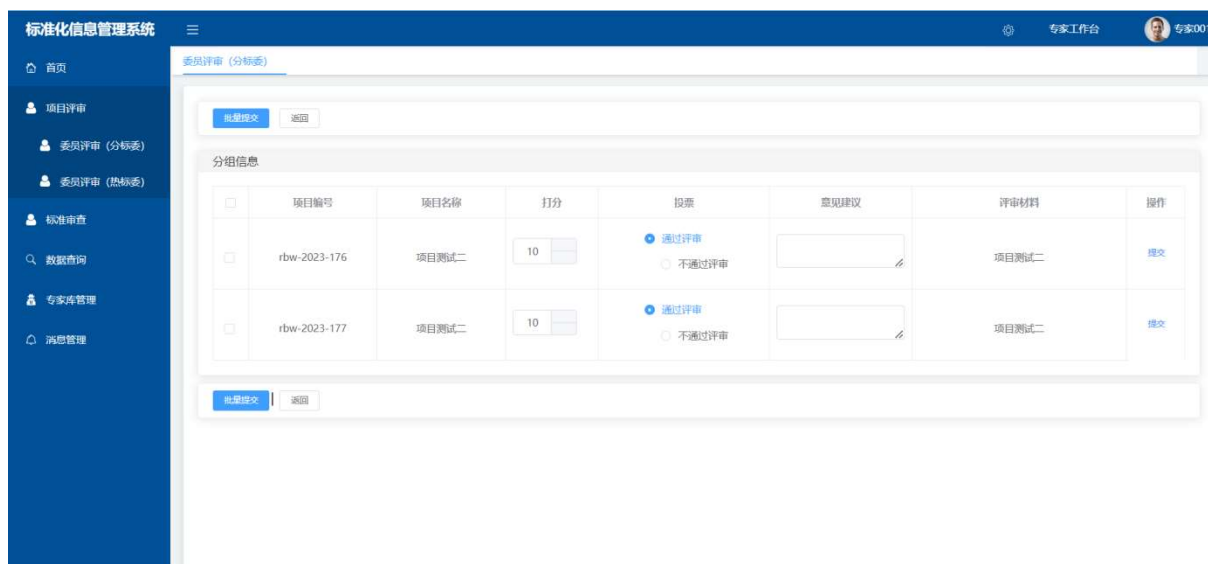 标准化信息管理系统
专家工作台
专家001
首页
项目评审
委员评审（分标委）
委员评审（热标委）
标准审查
数据查询
专家库管理
消息管理
委员评审（分标委）
批量提交 返回
分组信息
项目编号 项目名称 打分 投票 意见建议 评审材料 操作
rbw-2023-176 项目测试二 10 通过评审 项目测试二 提交
不通过评审
rbw-2023-177 项目测试二 10 通过评审 项目测试二 提交
不通过评审
批量提交 返回